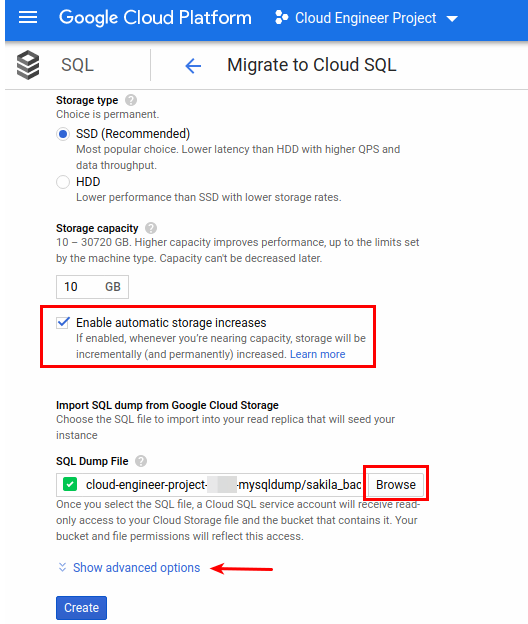 Google Cloud Platform
Cloud Engineer Project
SQL
Migrate to Cloud SQL
Storage type ?
Choice is permanent.
SSD (Recommended)
Most popular choice. Lower latency than HDD with higher QPS and
data throughput.
HDD
Lower performance than SSD with lower storage rates.
Storage capacity ?
10 – 30720 GB. Higher capacity improves performance, up to the limits set
by the machine type. Capacity can't be decreased later.
10 GB
Enable automatic storage increases
If enabled, whenever you're nearing capacity, storage will be
incrementally (and permanently) increased. Learn more
Import SQL dump from Google Cloud Storage
Choose the SQL file to import into your read replica that will seed your
instance
SQL Dump File ?
cloud-engineer-project- -mysqldump/sakila_bac Browse
Once you select the SQL file, a Cloud SQL service account will receive read-
only access to your Cloud Storage file and the bucket that contains it. Your
bucket and file permissions will reflect this access.
Show advanced options
Create